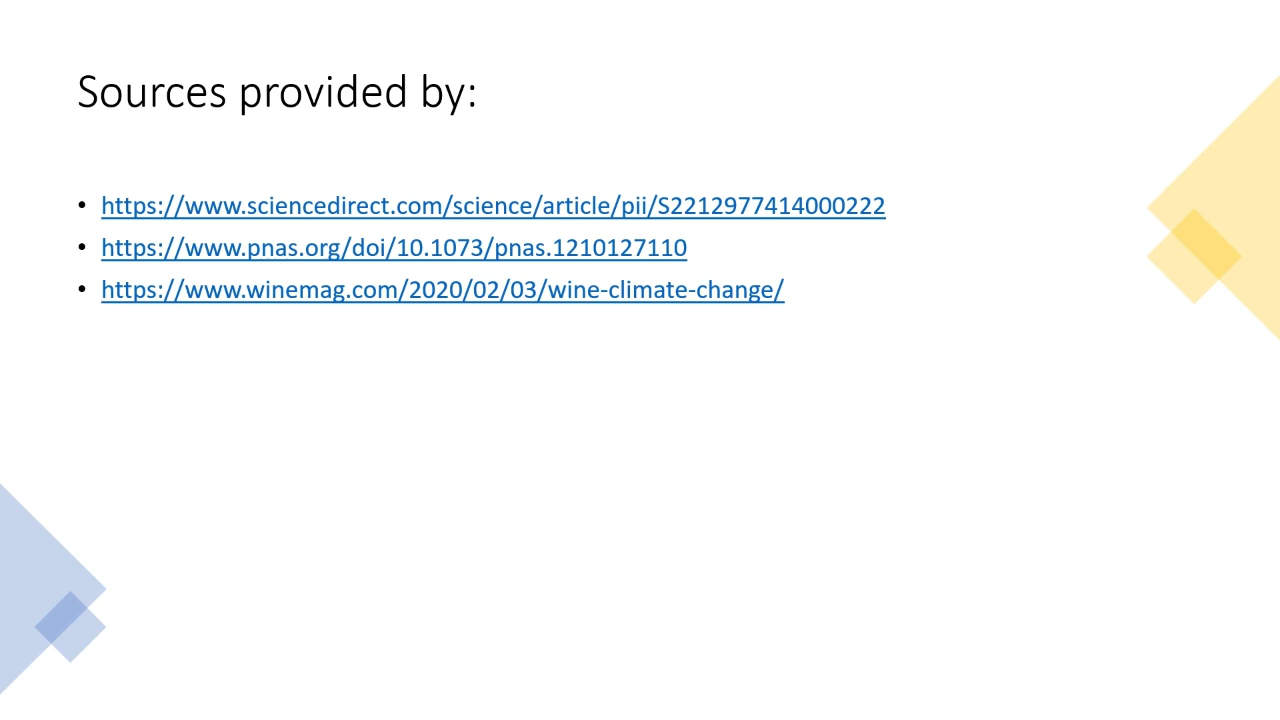 Sources provided by:
• https://www.sciencedirect.com/science/article/pii/S2212977414000222
• https://www.pnas.org/doi/10.1073/pnas.1210127110
• https://www.winemag.com/2020/02/03/wine-climate-change/